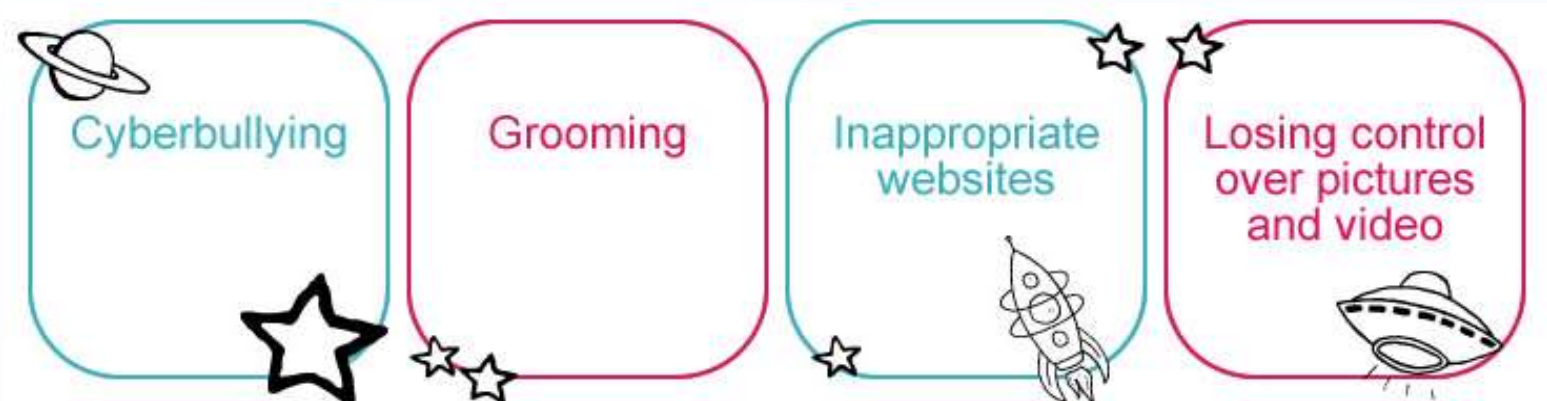 Cyberbullying
Grooming
Inappropriate
websites
Losing control
over pictures
and video